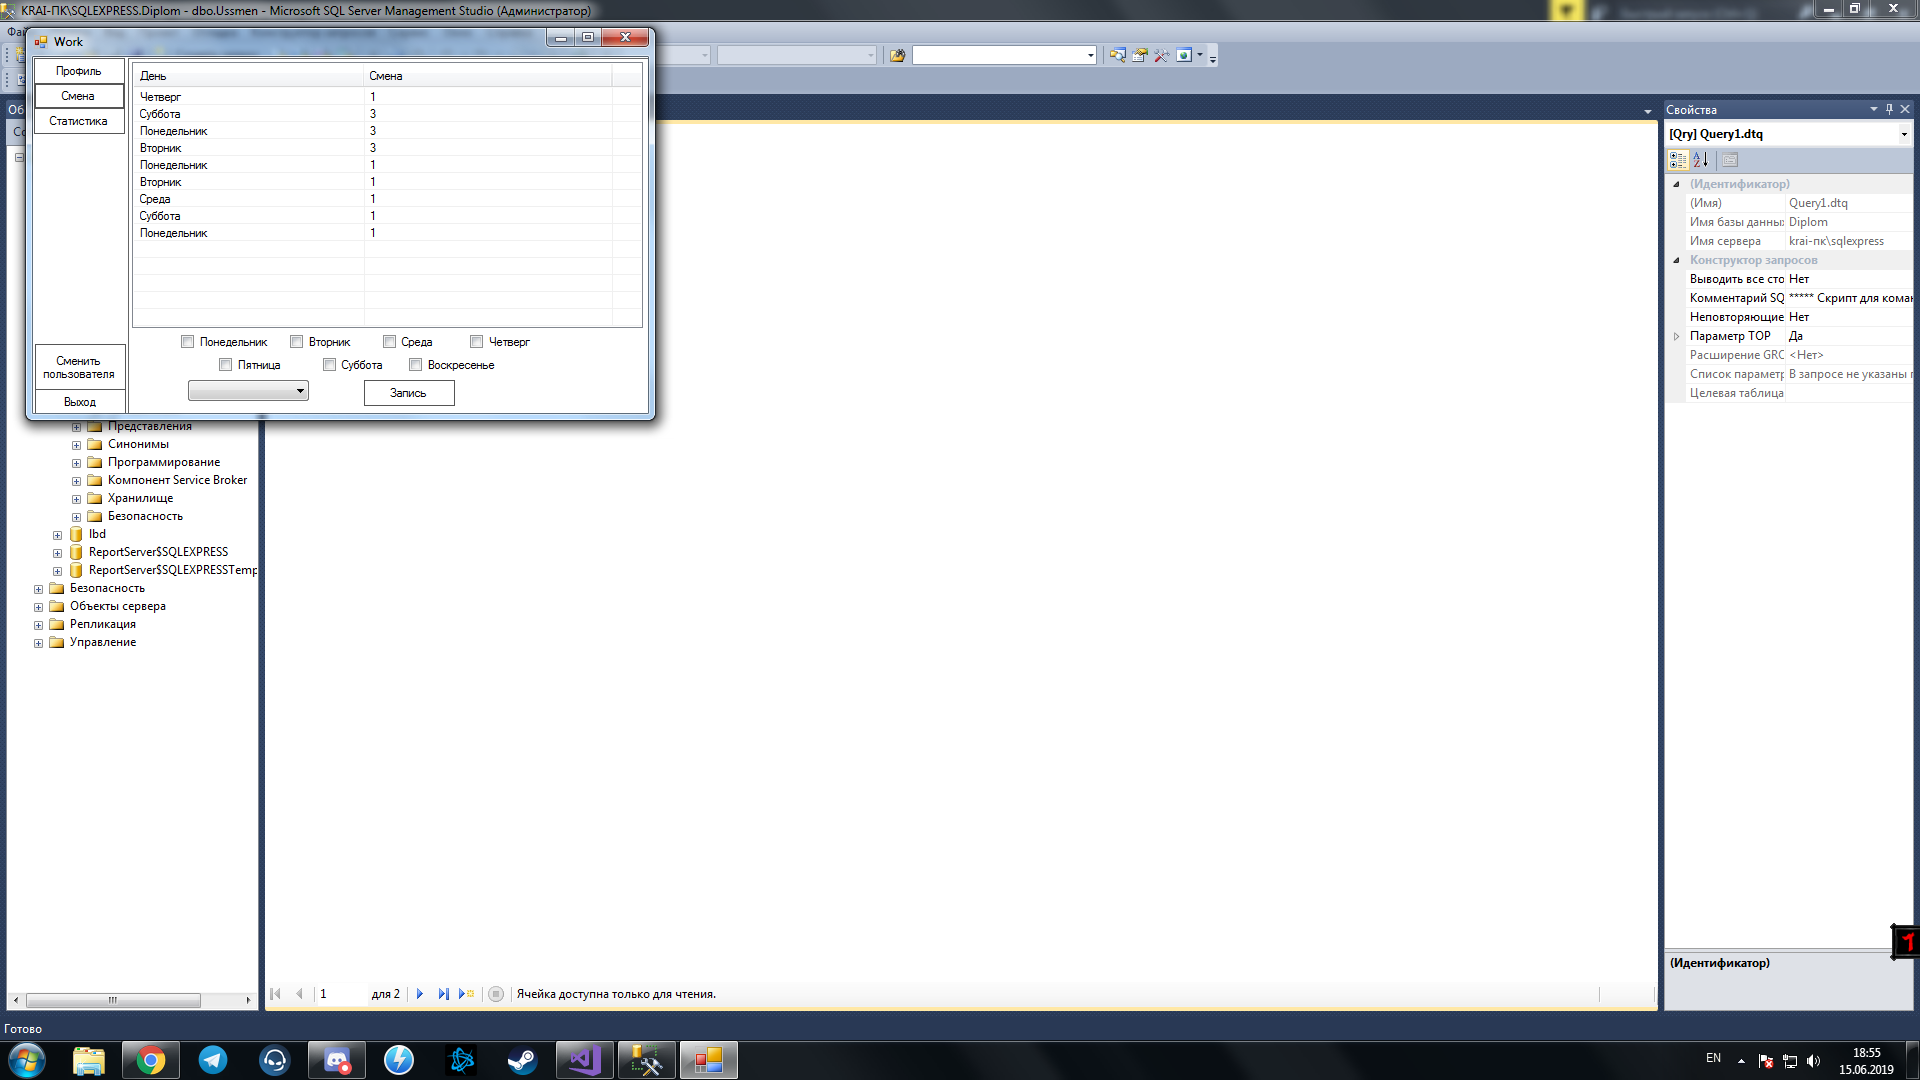 KRAI-ПК\SQLEXPRESS.Diplom - dbo.Ussmen - Microsoft SQL Server Management Studio (Администратор)
Work
Профиль
Смена
Статистика
Сменить
пользователя
Выход
День Смена
Четверг 1
Суббота 3
Понедельник 3
Вторник 3
Понедельник 1
Вторник 1
Среда 1
Суббота 1
Понедельник 1
Понедельник Вторник Среда Четверг
Пятница Суббота Воскресенье
Запись
Представления
Синонимы
Программирование
Компонент Service Broker
Хранилище
Безопасность
lbd
ReportServer$SQLEXPRESS
ReportServer$SQLEXPRESSTemp
Безопасность
Объекты сервера
Репликация
Управление
1 для 2 Ячейка доступна только для чтения.
Свойства
[Qry] Query1.dtq
(Идентификатор)
(Имя) Query1.dtq
Имя базы данны Diplom
Имя сервера krai-пк\sqlexpress
Конструктор запросов
Выводить все сто Нет
Комментарий SQ ***** Скрипт для кома
Неповторяющие Нет
Параметр TOP Да
Расширение GRC <Нет>
Список параметр В запросе не указаны
Целевая таблица
(Идентификатор)
1
Готово
EN
18:55
15.06.2019